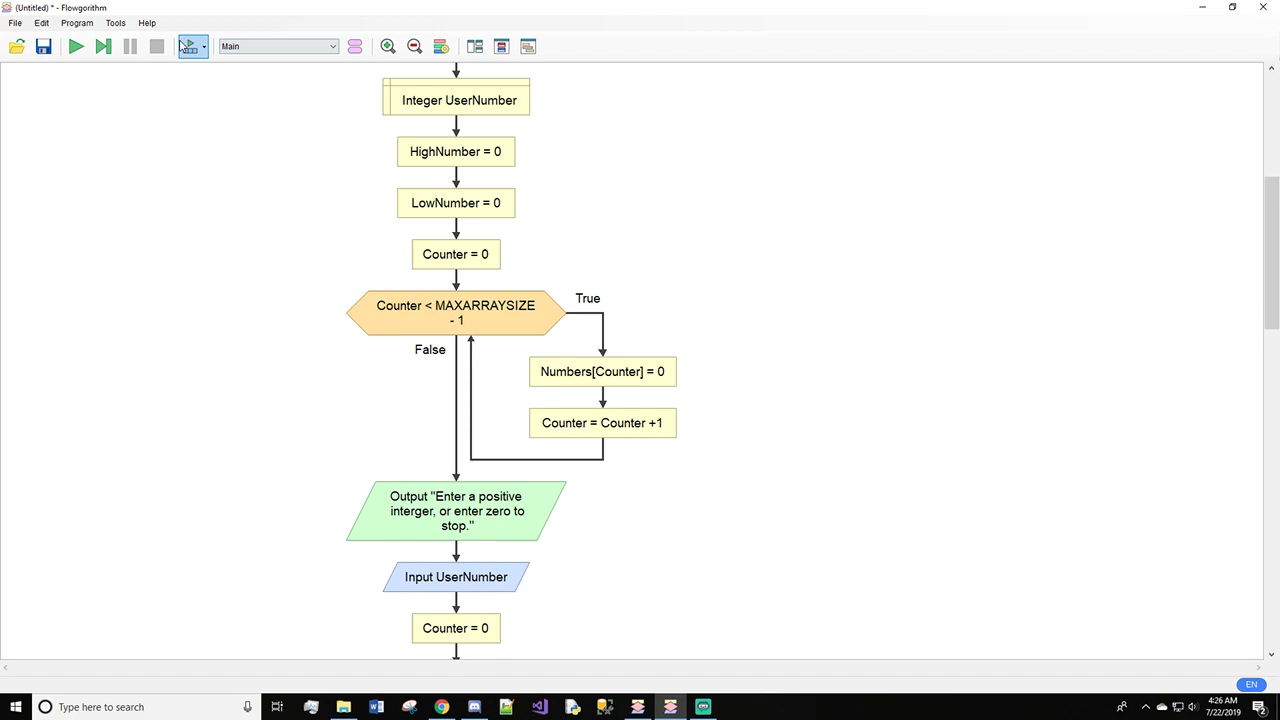 (Untitled) * - Flowgorithm
File Edit Program Tools Help
Main
Integer UserNumber
HighNumber = 0
LowNumber = 0
Counter = 0
Counter < MAXARRAYSIZE
- 1
True
False
Numbers[Counter] = 0
Counter = Counter +1
Output "Enter a positive
interger, or enter zero to
stop."
Input UserNumber
Counter = 0
EN
Type here to search
4:26 AM
7/22/2019
2